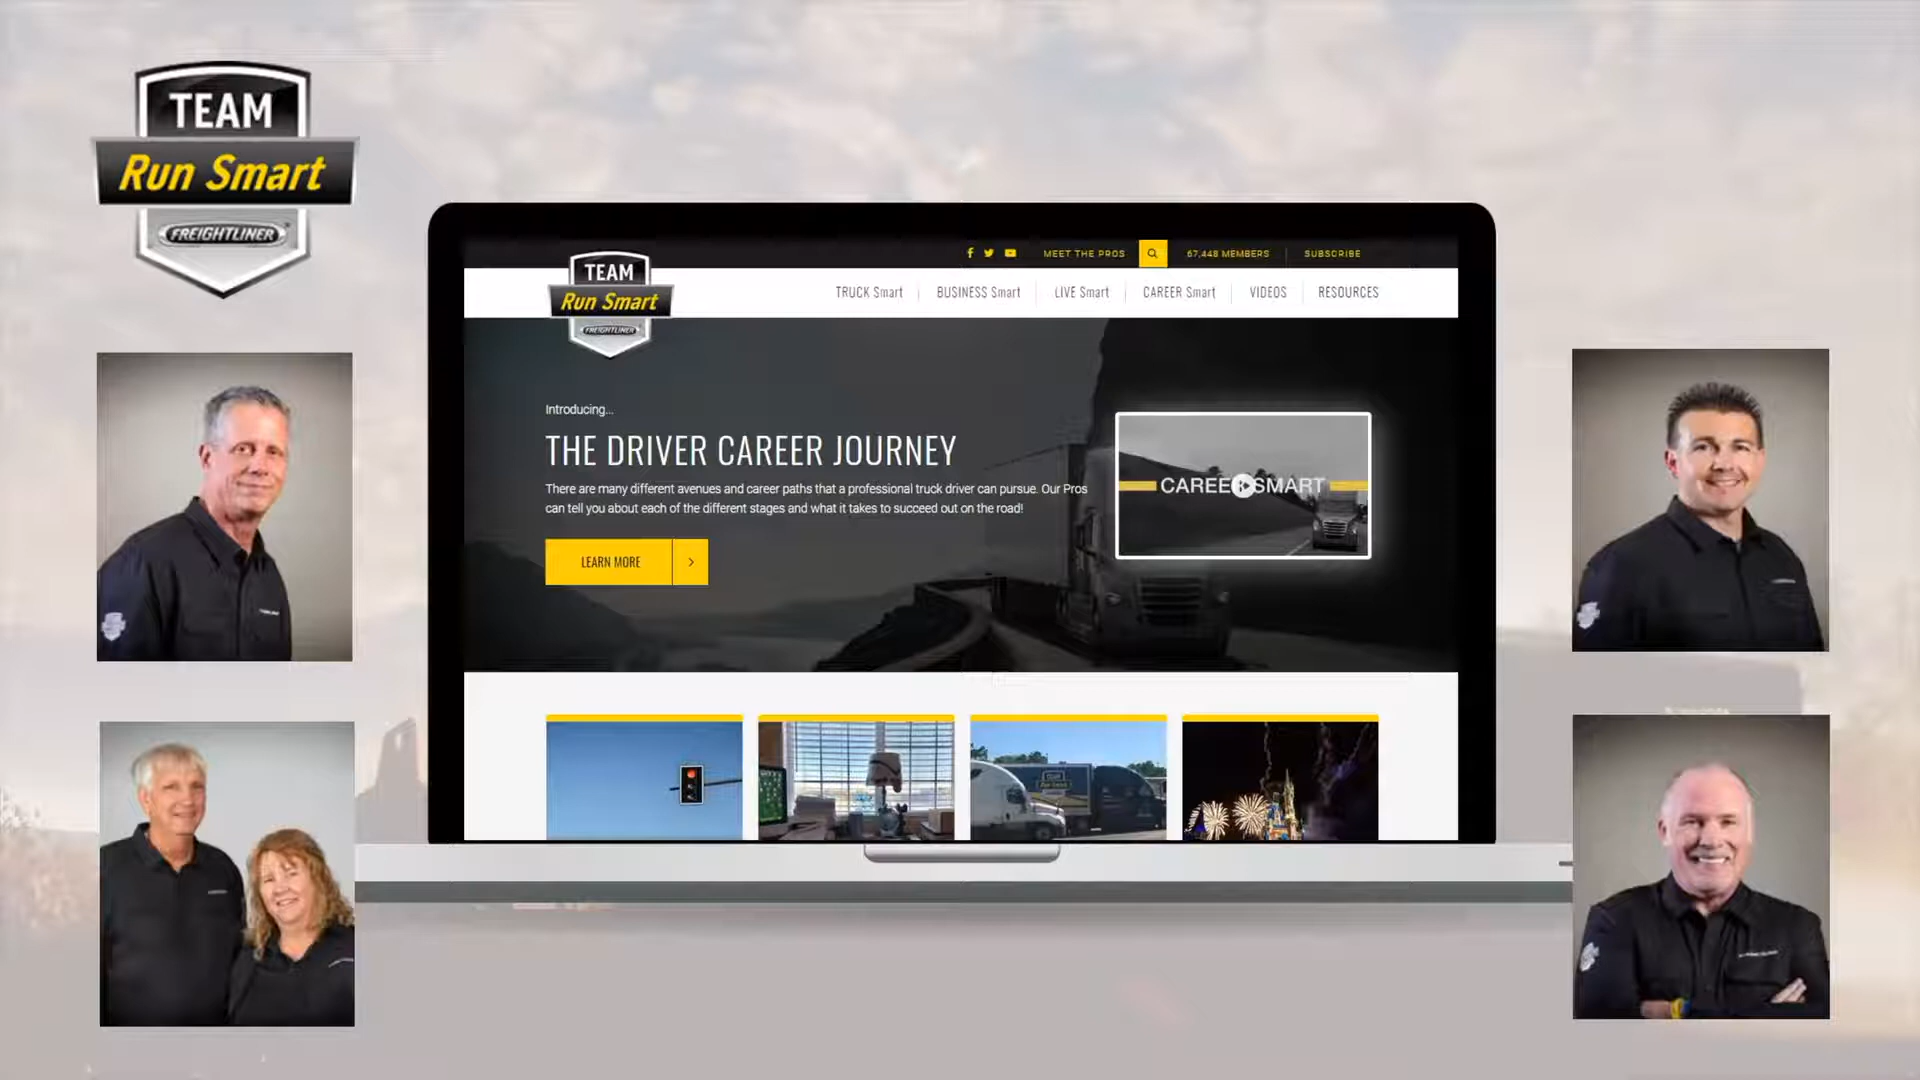 TEAM
Run Smart
FREIGHTLINER
MEET THE PROS
67,448 MEMBERS
SUBSCRIBE
TEAM
Run Smart
FREIGHTLINER
TRUCK Smart
BUSINESS Smart
LIVE Smart
CAREER Smart
VIDEOS
RESOURCES
Introducing...
THE DRIVER CAREER JOURNEY
There are many different avenues and career paths that a professional truck driver can pursue. Our Pros
can tell you about each of the different stages and what it takes to succeed out on the road!
LEARN MORE
CAREER SMART
TEAM
Run Smart